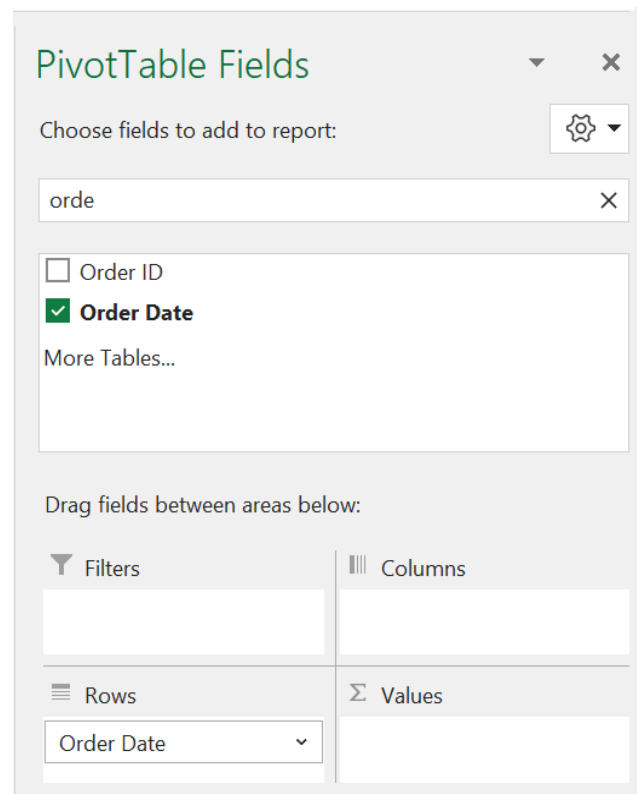 PivotTable Fields
Choose fields to add to report:
orde
Order ID
Order Date
More Tables...
Drag fields between areas below:
Filters
Columns
Rows
Σ Values
Order Date